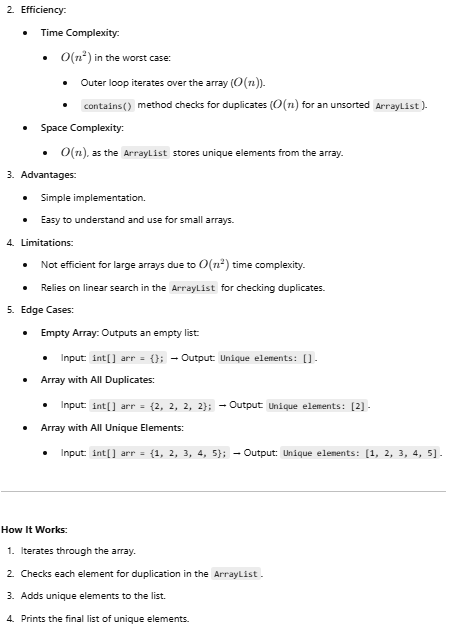 2. Efficiency:
• Time Complexity:
• O(n²) in the worst case:
• Outer loop iterates over the array (O(n)).
• contains() method checks for duplicates (O(n) for an unsorted ArrayList).
• Space Complexity:
• O(n), as the ArrayList stores unique elements from the array.
3. Advantages:
• Simple implementation.
• Easy to understand and use for small arrays.
4. Limitations:
• Not efficient for large arrays due to O(n²) time complexity.
• Relies on linear search in the ArrayList for checking duplicates.
5. Edge Cases:
• Empty Array: Outputs an empty list:
• Input: int[] arr = {}; → Output: Unique elements: [].
• Array with All Duplicates:
• Input: int[] arr = {2, 2, 2, 2}; → Output: Unique elements: [2].
• Array with All Unique Elements:
• Input: int[] arr = {1, 2, 3, 4, 5}; → Output: Unique elements: [1, 2, 3, 4, 5].
How It Works:
1. Iterates through the array.
2. Checks each element for duplication in the ArrayList.
3. Adds unique elements to the list.
4. Prints the final list of unique elements.